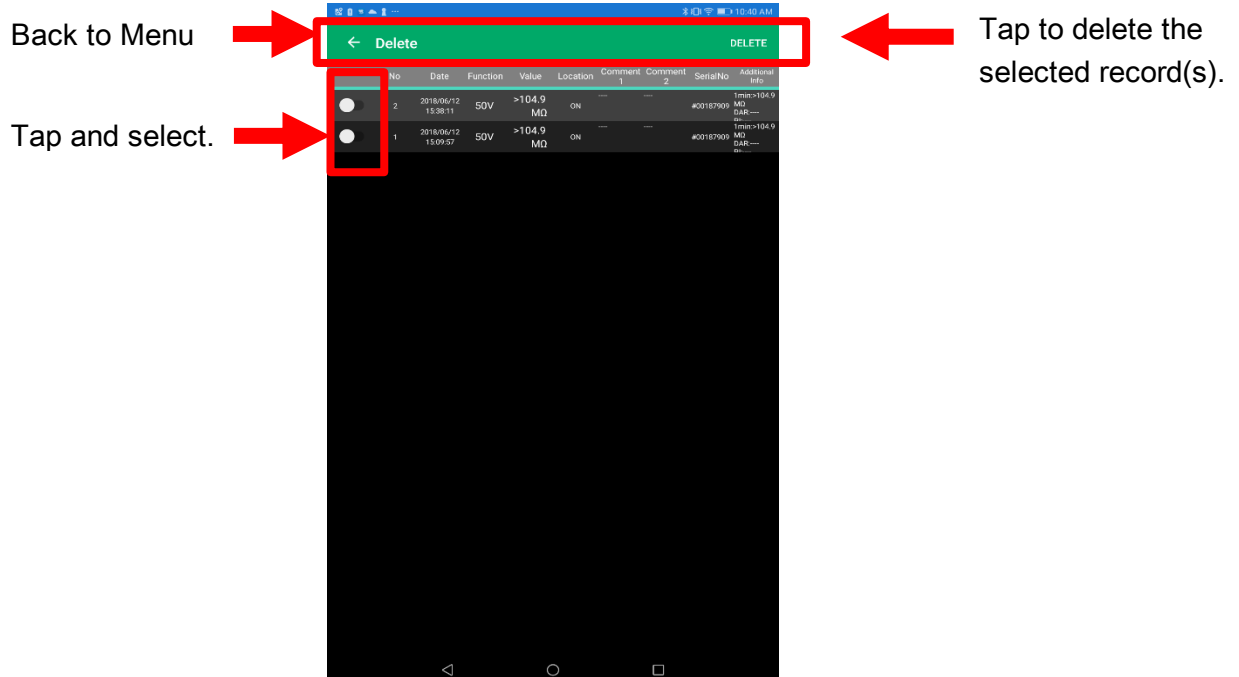 Back to Menu
Tap and select.
10:40 AM
Delete
DELETE
No Date Function Value Location Comment 1 Comment 2 SerialNo Additional Info
2 2018/06/12 15:38:11 50V >104.9 MΩ ON ---- ---- #00187909 1min:>104.9 MΩ DAR:----
1 2018/06/12 15:09:57 50V >104.9 MΩ ON ---- ---- #00187909 1min:>104.9 MΩ DAR:----
Tap to delete the
selected record(s).